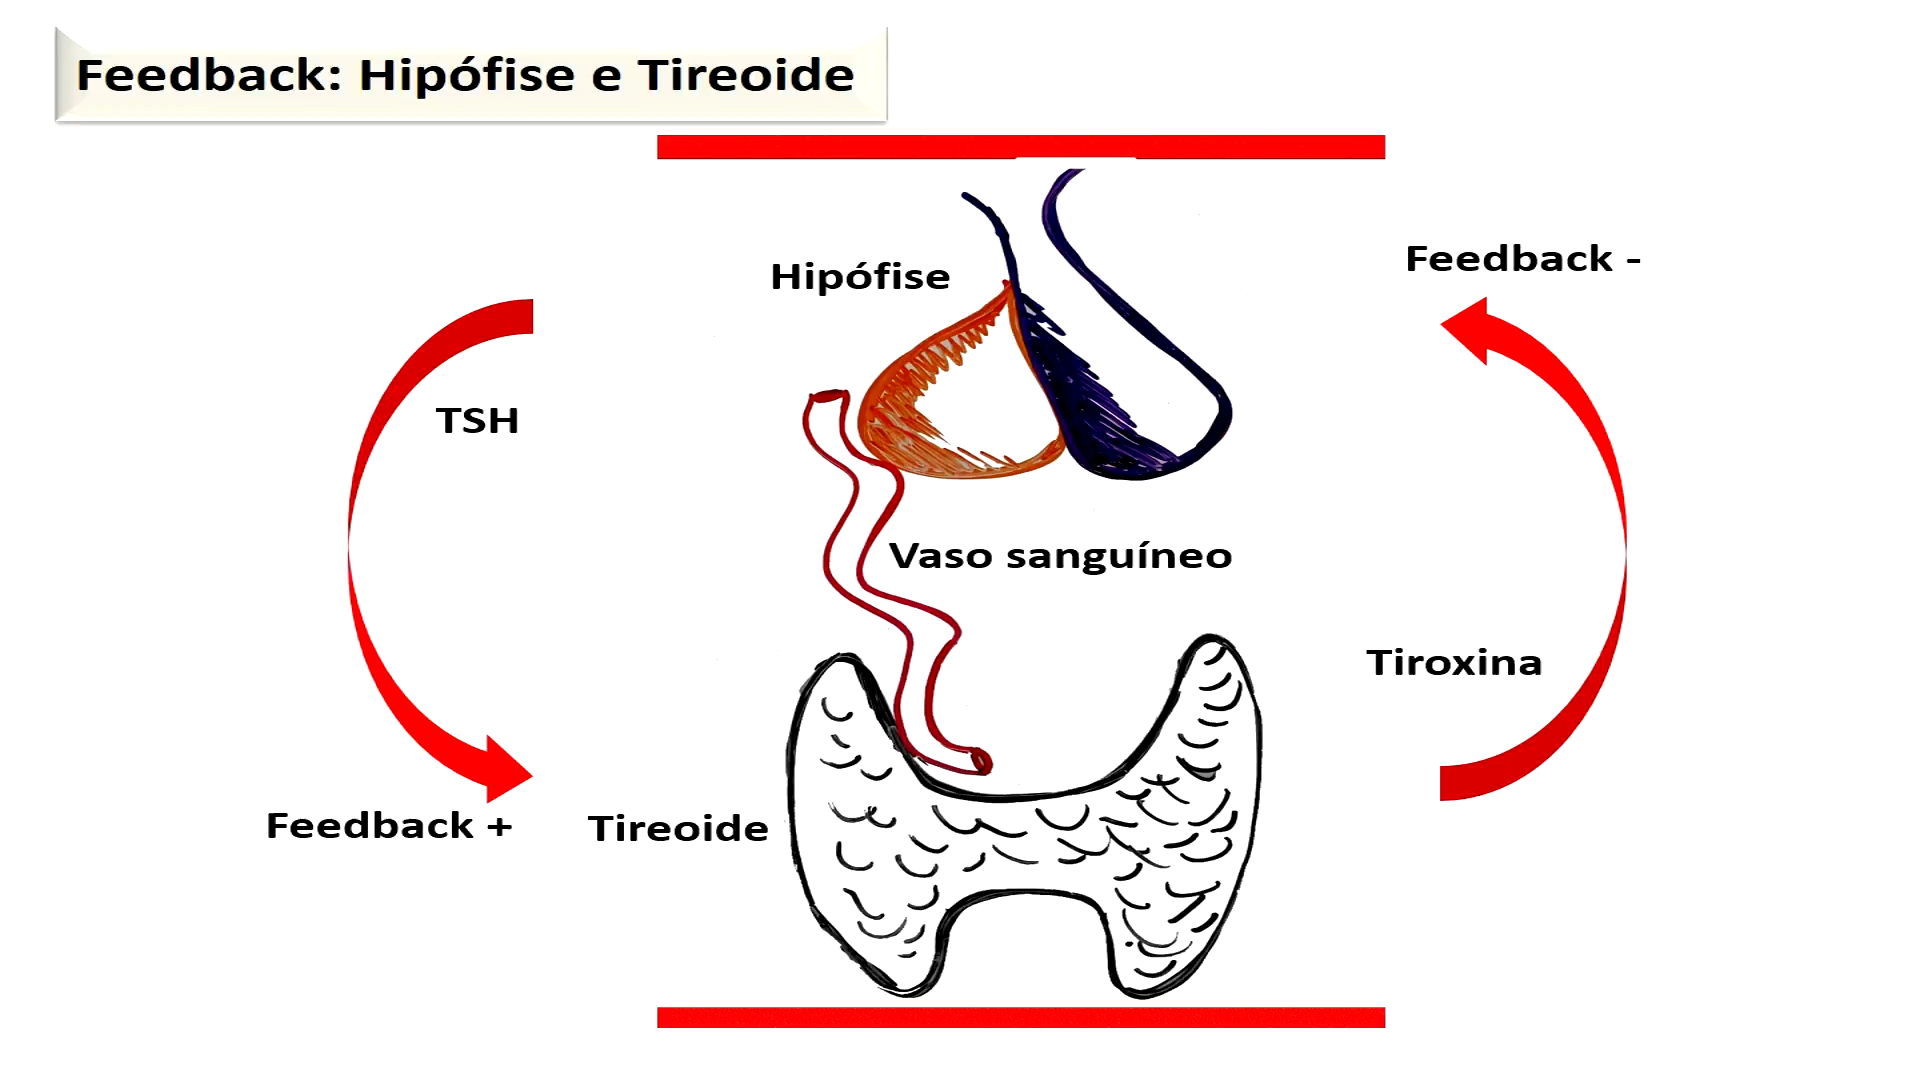 Feedback: Hipófise e Tireoide
Hipófise
Feedback -
TSH
Vaso sanguíneo
Tiroxina
Feedback +
Tireoide